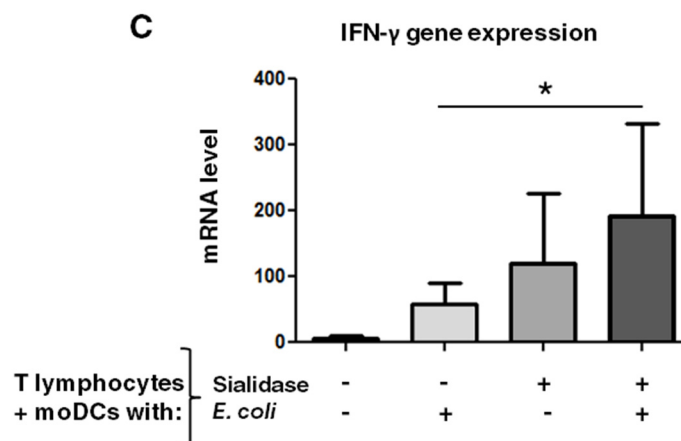 C
IFN-γ gene expression
mRNA level
400
300
200
100
0
*
T lymphocytes
+ moDCs with:
Sialidase - - + +
E. coli - + - +